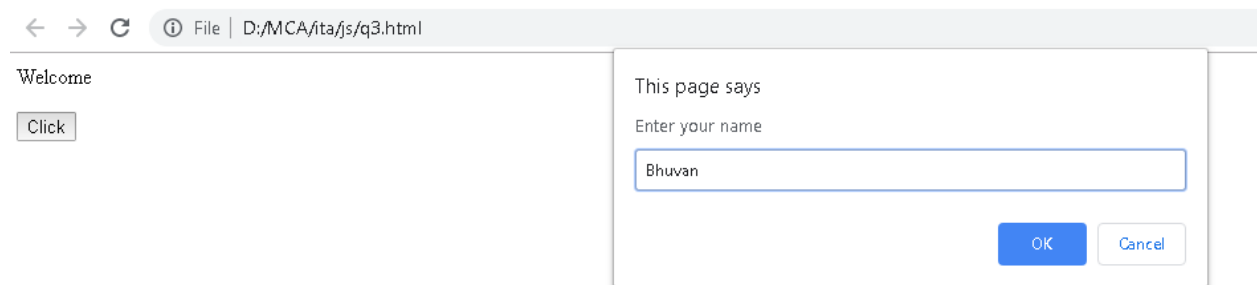 File | D:/MCA/ita/js/q3.html
Welcome
Click
This page says
Enter your name
Bhuvan
OK Cancel